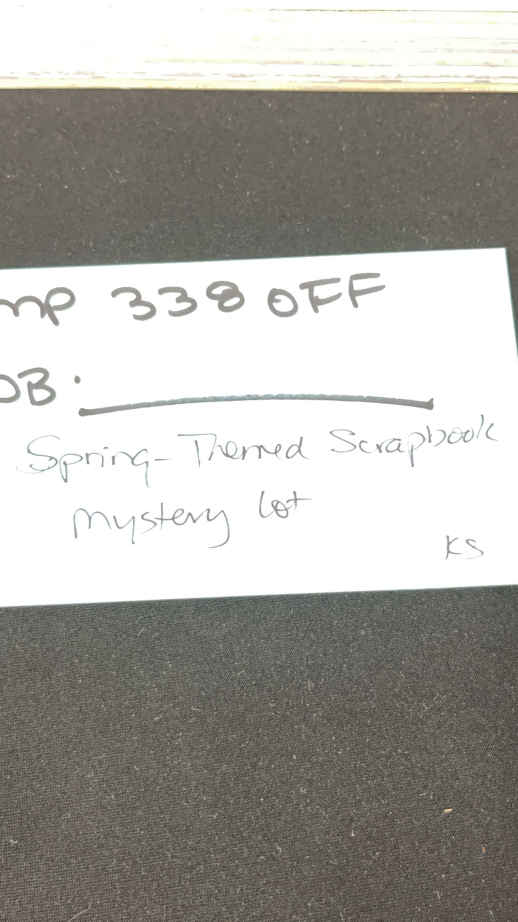 mp 338 OFF
OB.
Spring-Themed Scrapbook
Mystery lot
KS